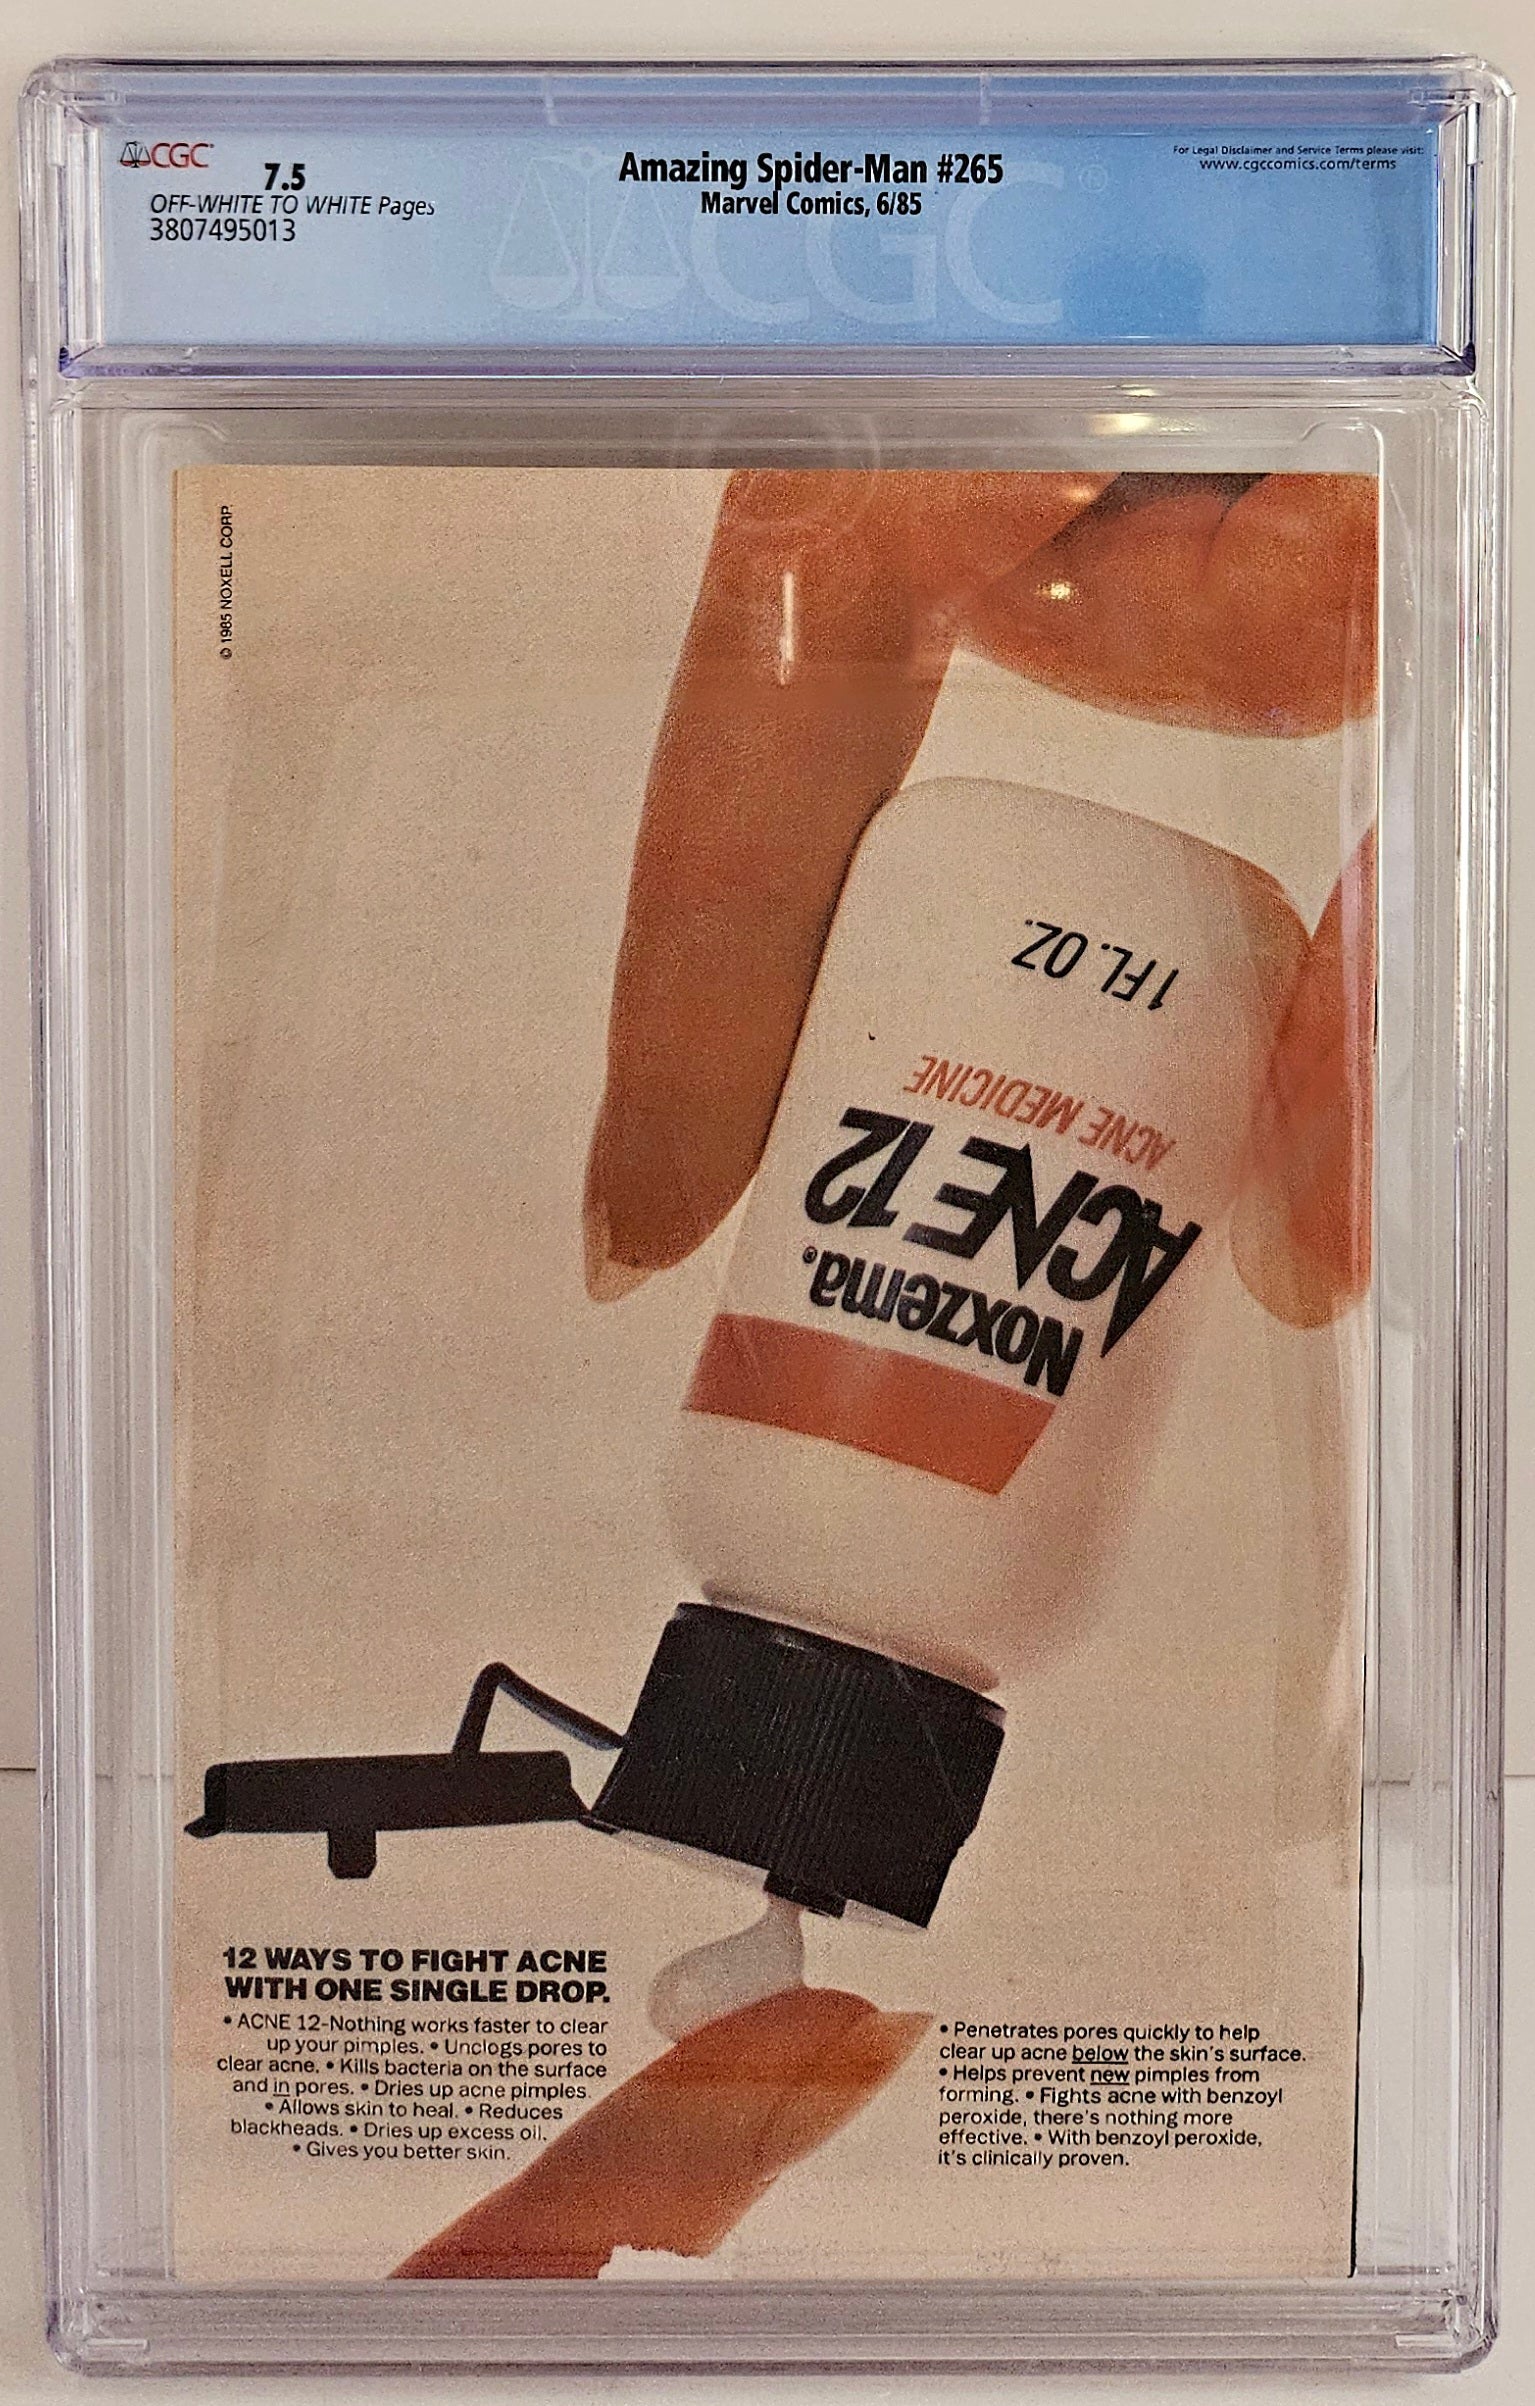 CGC
7.5
OFF-WHITE TO WHITE Pages
3807495013
Amazing Spider-Man #265
Marvel Comics, 6/85
For Legal Disclaimer and Service Terms please visit:
www.cgccomics.com/terms
CGC®
© 1985 NOXELL CORP.
1 FL. OZ.
ACNE MEDICINE
ACNE 12
NOXZEMA®
12 WAYS TO FIGHT ACNE
WITH ONE SINGLE DROP.
• ACNE 12-Nothing works faster to clear
up your pimples. • Unclogs pores to
clear acne. • Kills bacteria on the surface
and in pores. • Dries up acne pimples.
• Allows skin to heal. • Reduces
blackheads. • Dries up excess oil.
• Gives you better skin.
• Penetrates pores quickly to help
clear up acne below the skin's surface.
• Helps prevent new pimples from
forming. • Fights acne with benzoyl
peroxide, there's nothing more
effective. • With benzoyl peroxide,
it's clinically proven.